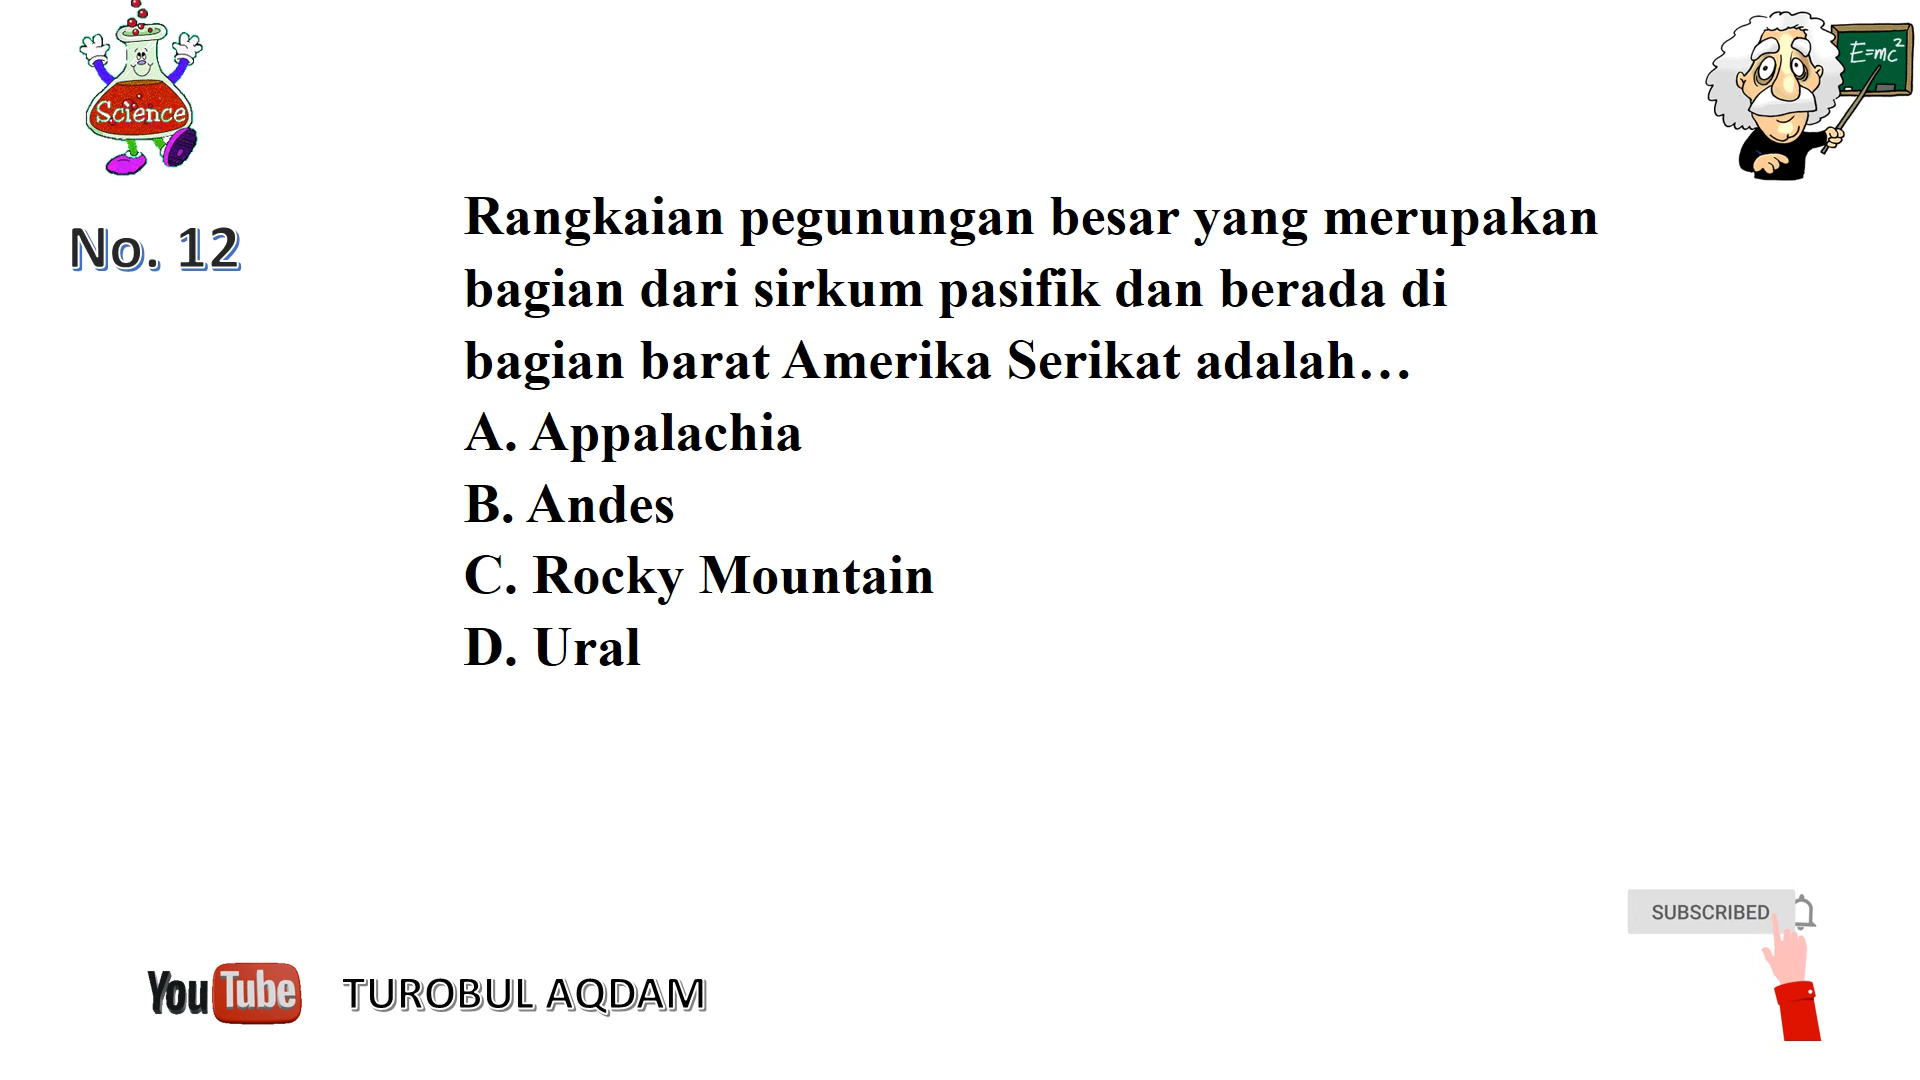 Science
E=mc²
No. 12
Rangkaian pegunungan besar yang merupakan
bagian dari sirkum pasifik dan berada di
bagian barat Amerika Serikat adalah…
A. Appalachia
B. Andes
C. Rocky Mountain
D. Ural
SUBSCRIBED
YouTube TUROBUL AQDAM